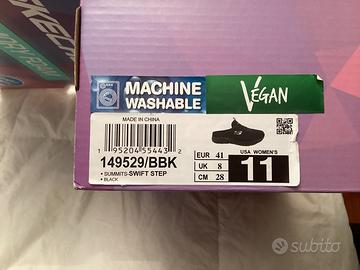 SKECH
MACHINE
WASHABLE
VEGAN
MADE IN CHINA
1 95204 55443 2
149529/BBK
• SUMMITS-SWIFT STEP
• BLACK
EUR 41
UK 8
CM 28
USA WOMEN'S
11
subito